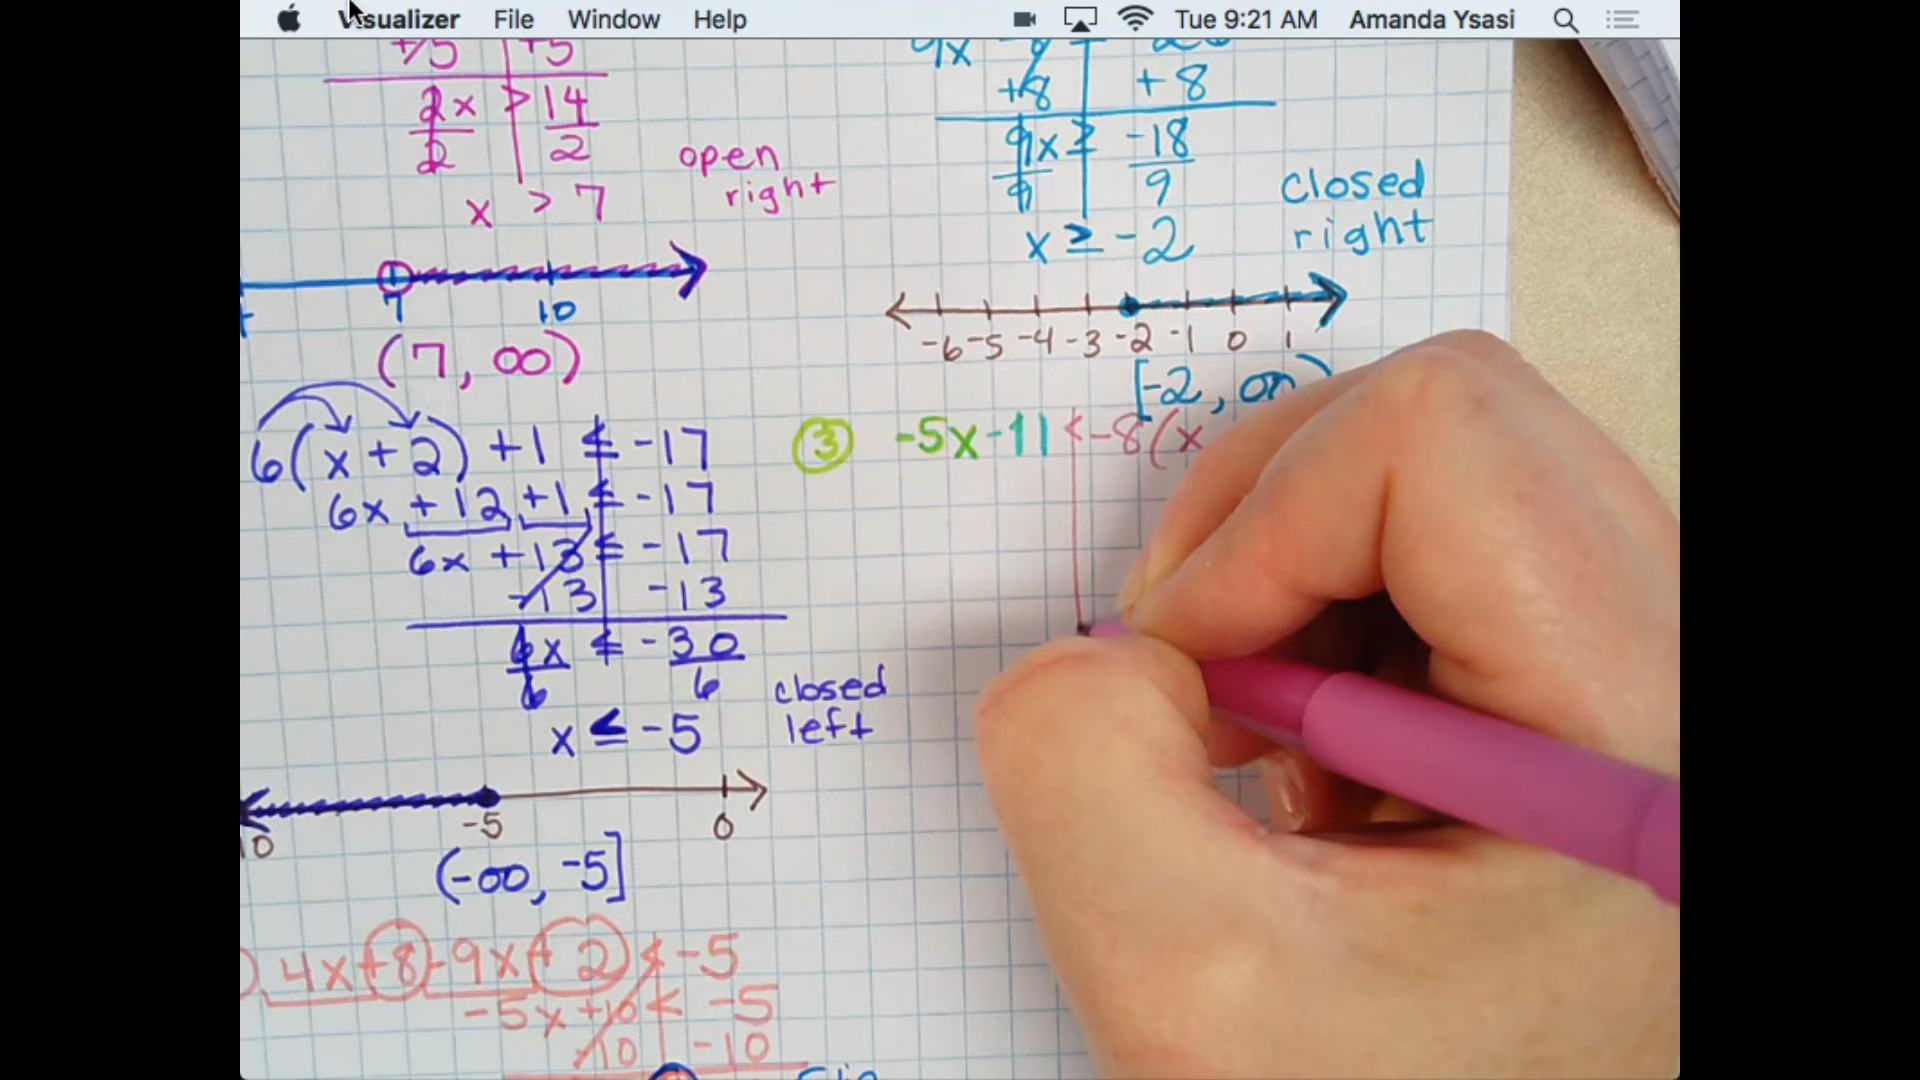 Visualizer File Window Help Tue 9:21 AM Amanda Ysasi
+5 | +5
2x > 14
2 2
x > 7
open
right
7 10
(7, ∞)
6(x+2) +1 ≤ -17
6x +12 +1 ≤ -17
6x +13 ≤ -17
-13 -13
6x ≤ -30
6 6
x ≤ -5
closed
left
-5 0
(-∞, -5]
4x+8-9x+2 < -5
-5x+10 < -5
-10 -10
+8 +8
9x ≥ -18
9 9
x ≥ -2
closed
right
-6 -5 -4 -3 -2 -1 0 1
[-2, ∞)
③ -5x-11 < -8(x